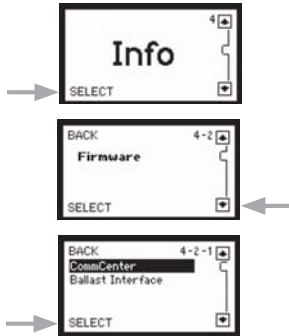 4
Info
SELECT
BACK 4-2
Firmware
SELECT
BACK 4-2-1
CommCenter
Ballast Interface
SELECT